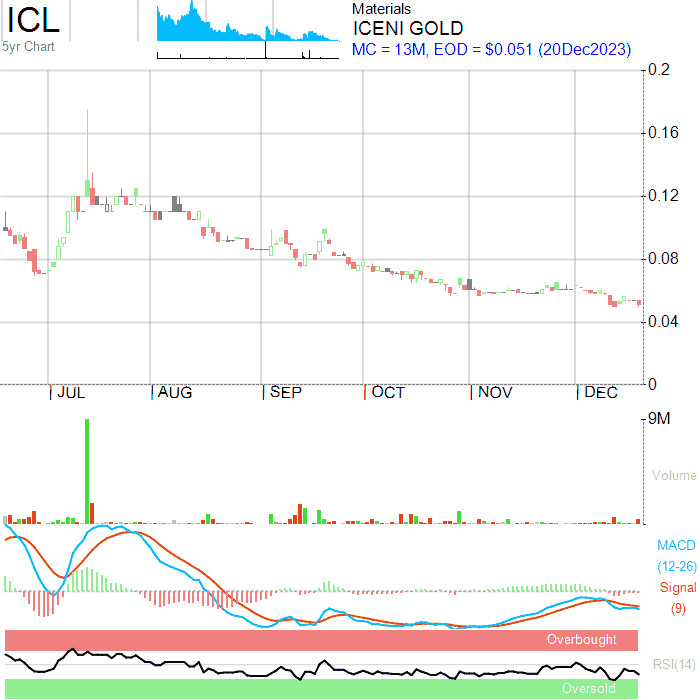 ICL
5yr Chart
Materials
ICENI GOLD
MC = 13M, EOD = $0.051 (20Dec2023)
0.2
0.16
0.12
0.08
0.04
0
JUL AUG SEP OCT NOV DEC
9M
Volume
MACD
(12-26)
Signal
(9)
Overbought
RSI(14)
Oversold